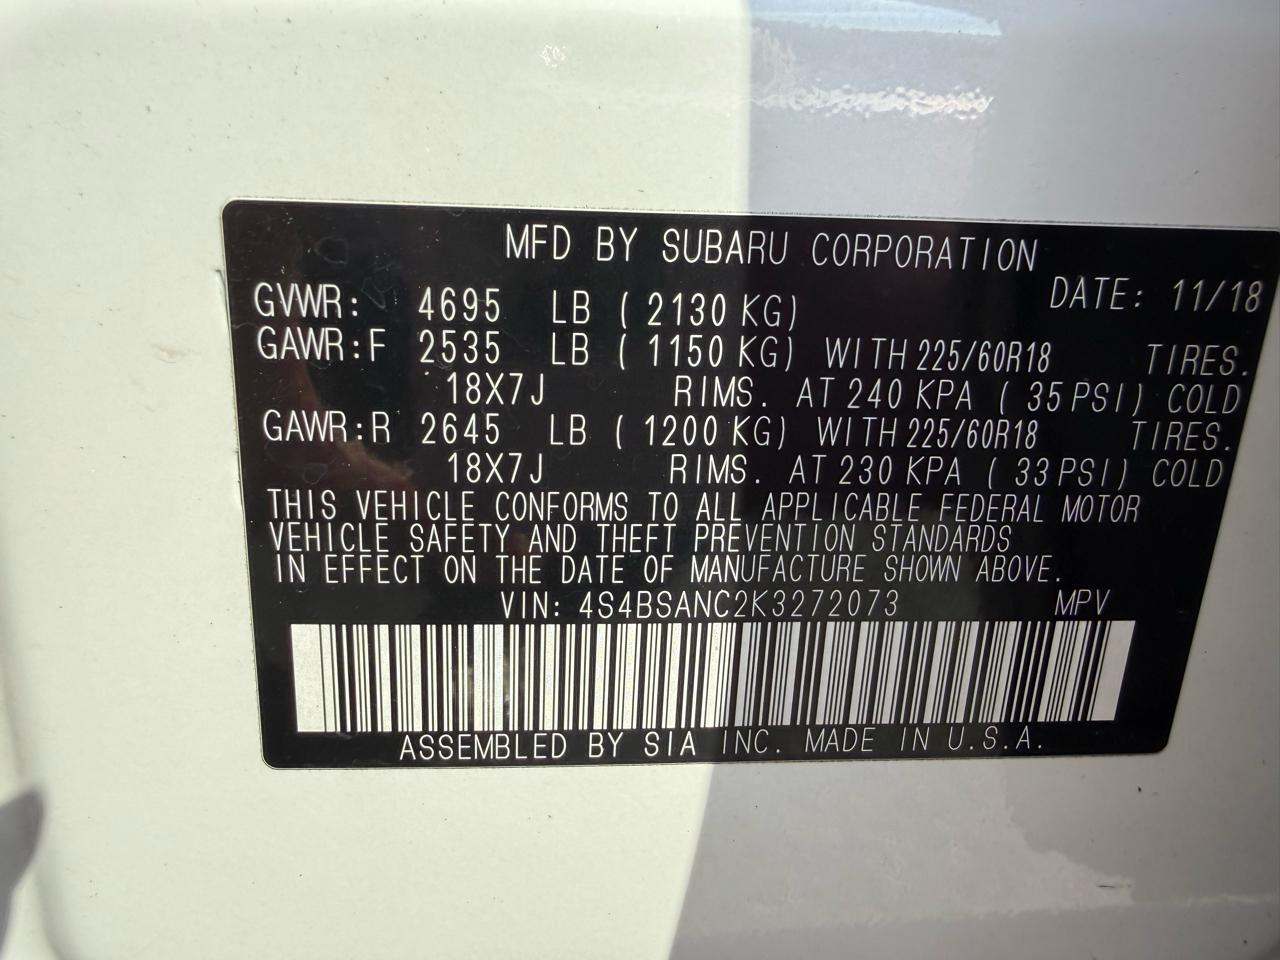 MFD BY SUBARU CORPORATION
GVWR: 4695 LB ( 2130 KG) DATE: 11/18
GAWR:F 2535 LB ( 1150 KG) WITH 225/60R18 TIRES.
18X7J RIMS. AT 240 KPA ( 35 PSI) COLD
GAWR:R 2645 LB ( 1200 KG) WITH 225/60R18 TIRES.
18X7J RIMS. AT 230 KPA ( 33 PSI) COLD
THIS VEHICLE CONFORMS TO ALL APPLICABLE FEDERAL MOTOR
VEHICLE SAFETY AND THEFT PREVENTION STANDARDS
IN EFFECT ON THE DATE OF MANUFACTURE SHOWN ABOVE.
VIN: 4S4BSANC2K3272073 MPV
ASSEMBLED BY SIA INC. MADE IN U.S.A.